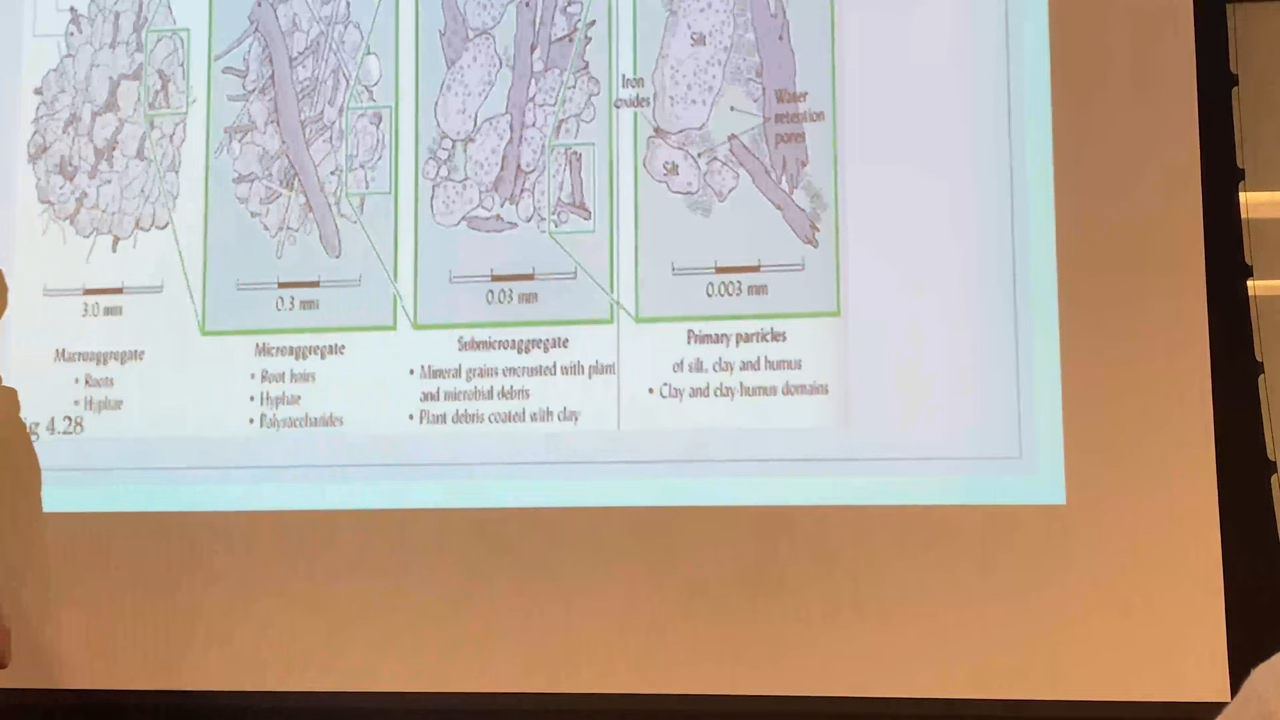 Silt
Iron
oxides
Water
retention
pores
Silt
3.0 mm
0.3 mm
0.03 mm
0.003 mm
Macroaggregate
• Roots
• Hyphae
Microaggregate
• Root hairs
• Hyphae
• Polysaccharides
Submicroaggregate
• Mineral grains encrusted with plant
and microbial debris
• Plant debris coated with clay
Primary particles
of silt, clay and humus
• Clay and clay-humus domains
g 4.28